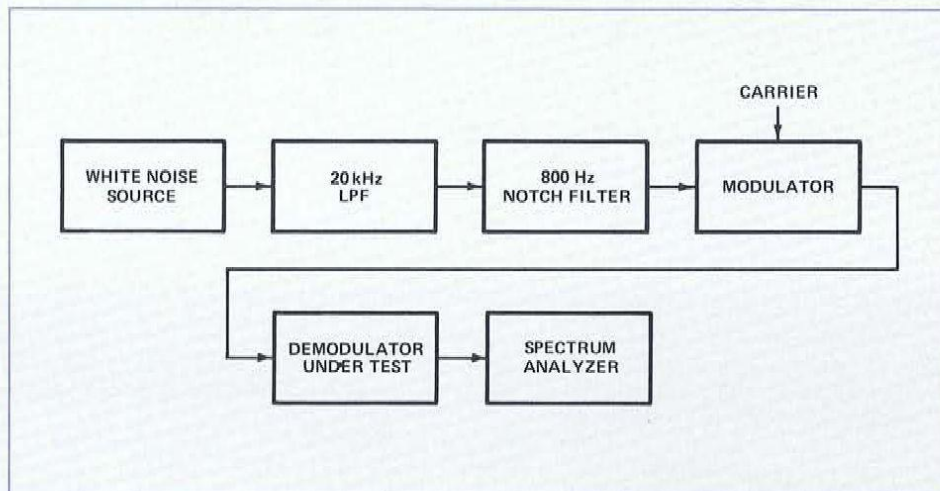 CARRIER
WHITE NOISE
SOURCE
20 kHz
LPF
800 Hz
NOTCH FILTER
MODULATOR
DEMODULATOR
UNDER TEST
SPECTRUM
ANALYZER